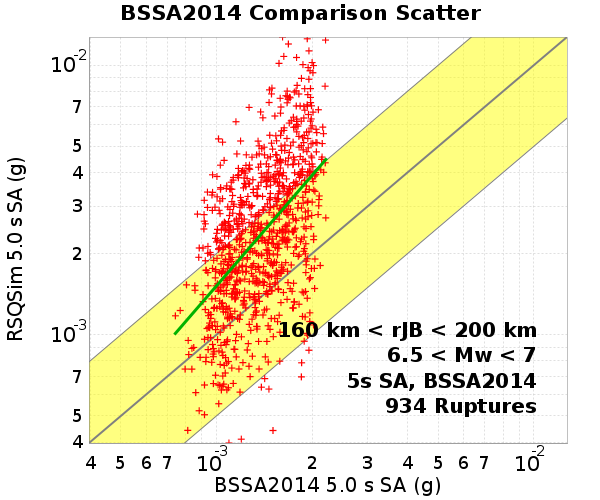 BSSA2014 Comparison Scatter
RSQSim 5.0 s SA (g)
10-2
7
5
4
3
2
10-3
7
5
4
160 km < rJB < 200 km
6.5 < Mw < 7
5s SA, BSSA2014
934 Ruptures
4 5 6 7 10-3 2 3 4 5 6 7 10-2
BSSA2014 5.0 s SA (g)